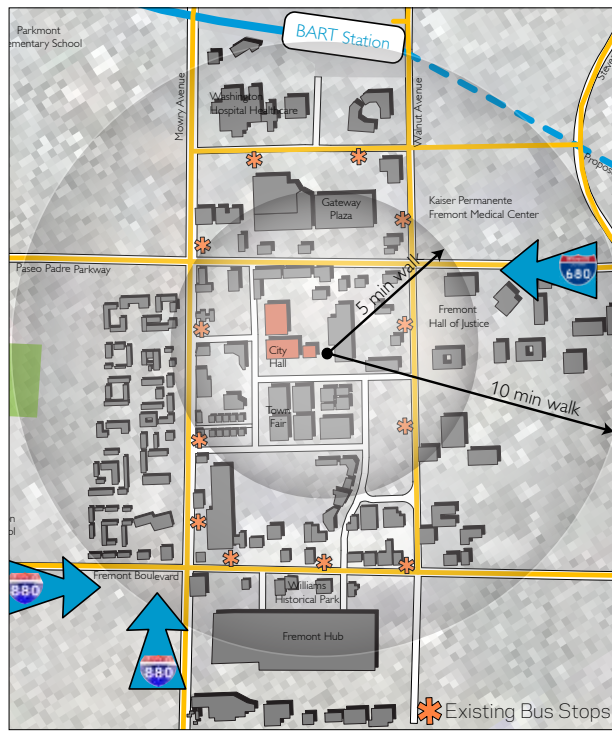 Parkmont
ementary School
BART Station
Mowry Avenue
Walnut Avenue
Steve
Washington
Hospital Healthcare
Propos
Gateway
Plaza
Kaiser Permanente
Fremont Medical Center
Paseo Padre Parkway
680
5 min walk
Fremont
Hall of Justice
City
Hall
10 min walk
Town
Fair
Fremont Boulevard
880
Williams
Historical Park
Fremont Hub
880
Existing Bus Stops